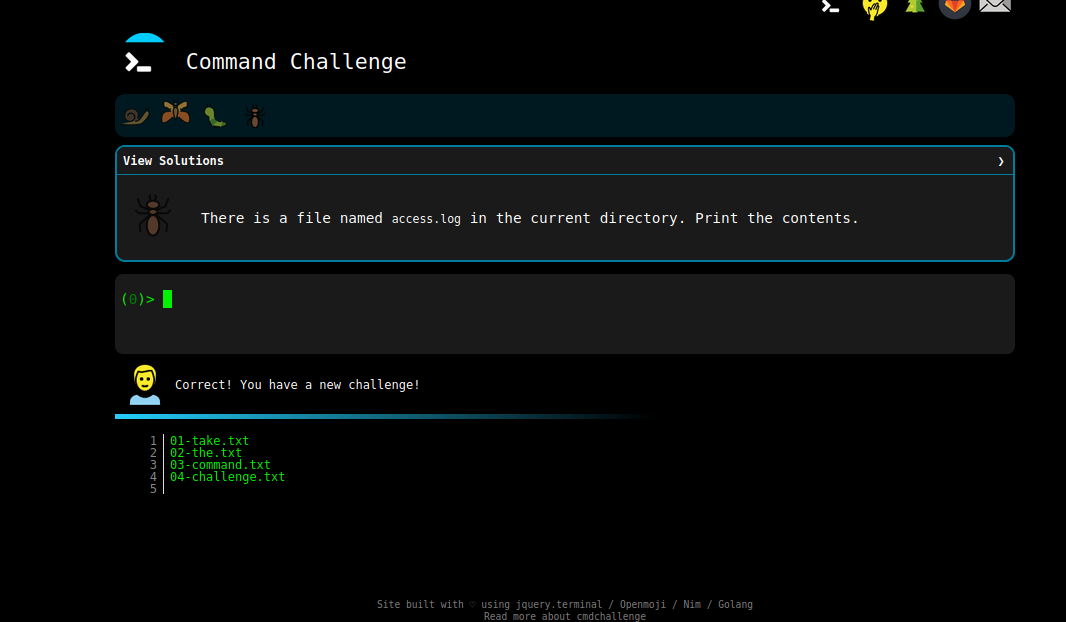 Command Challenge
View Solutions ❯
There is a file named access.log in the current directory. Print the contents.
(0)>
Correct! You have a new challenge!
1 01-take.txt
2 02-the.txt
3 03-command.txt
4 04-challenge.txt
5
Site built with ♡ using jquery.terminal / Openmoji / Nim / Golang
Read more about cmdchallenge